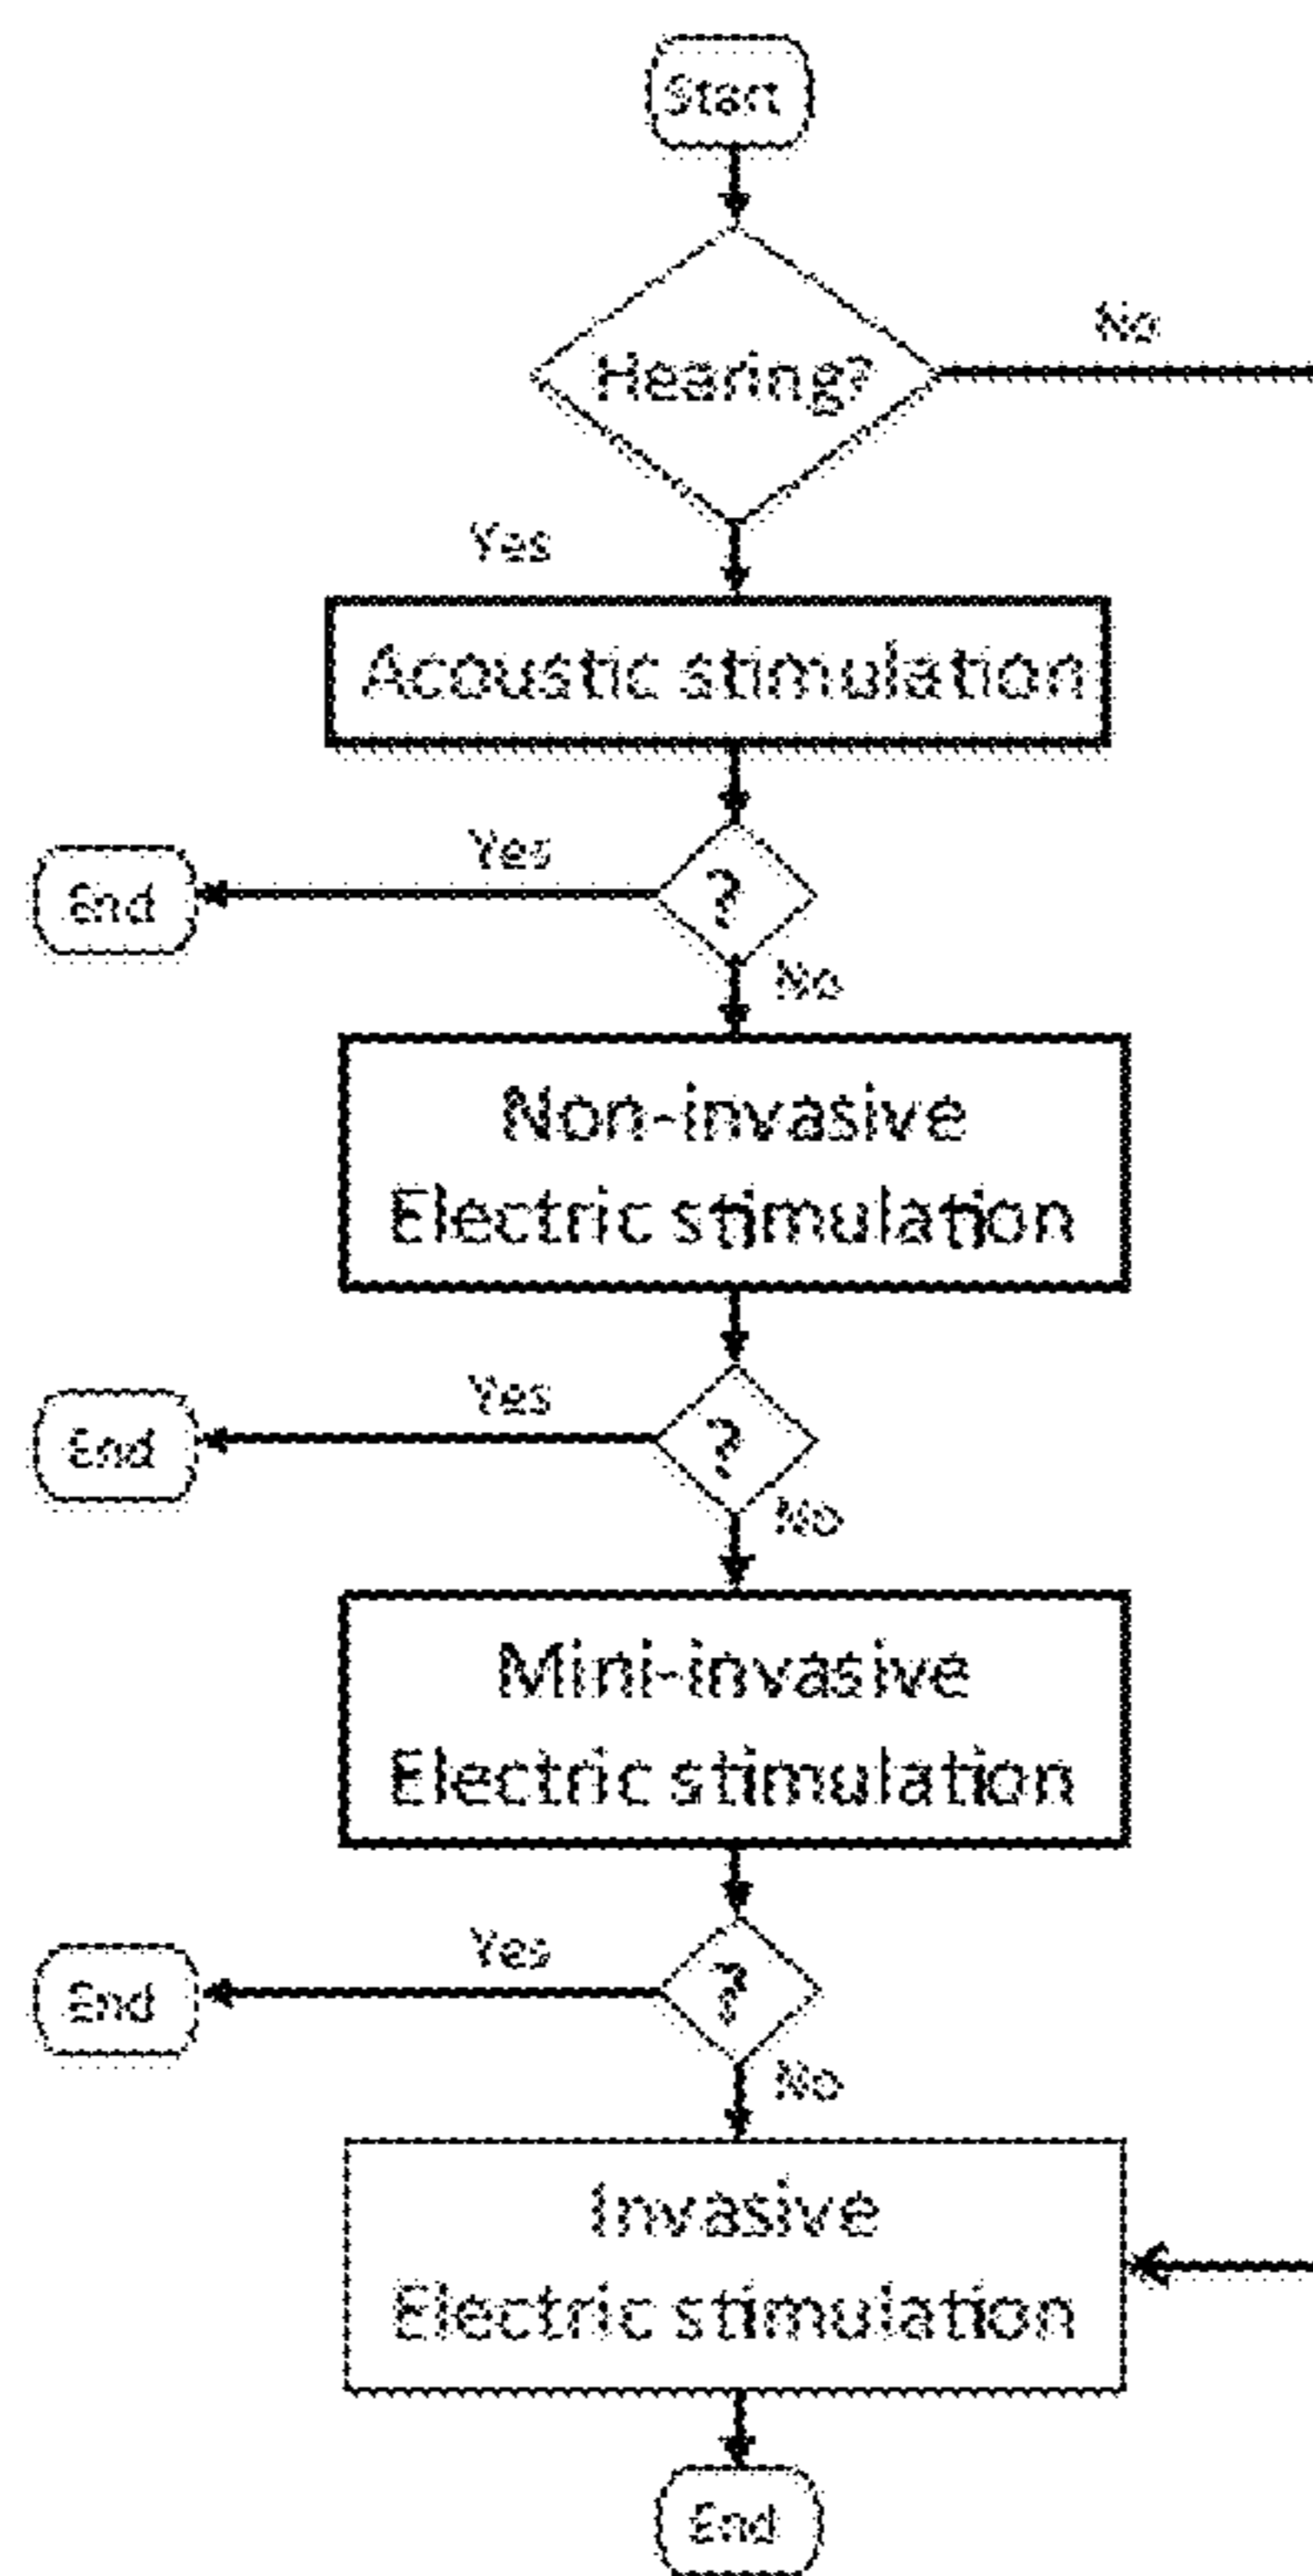 Start
Hearing?
No
Yes
Acoustic stimulation
Yes
?
End
No
Non-invasive
Electric stimulation
Yes
?
End
No
Mini-invasive
Electric stimulation
Yes
?
End
No
Invasive
Electric stimulation
End